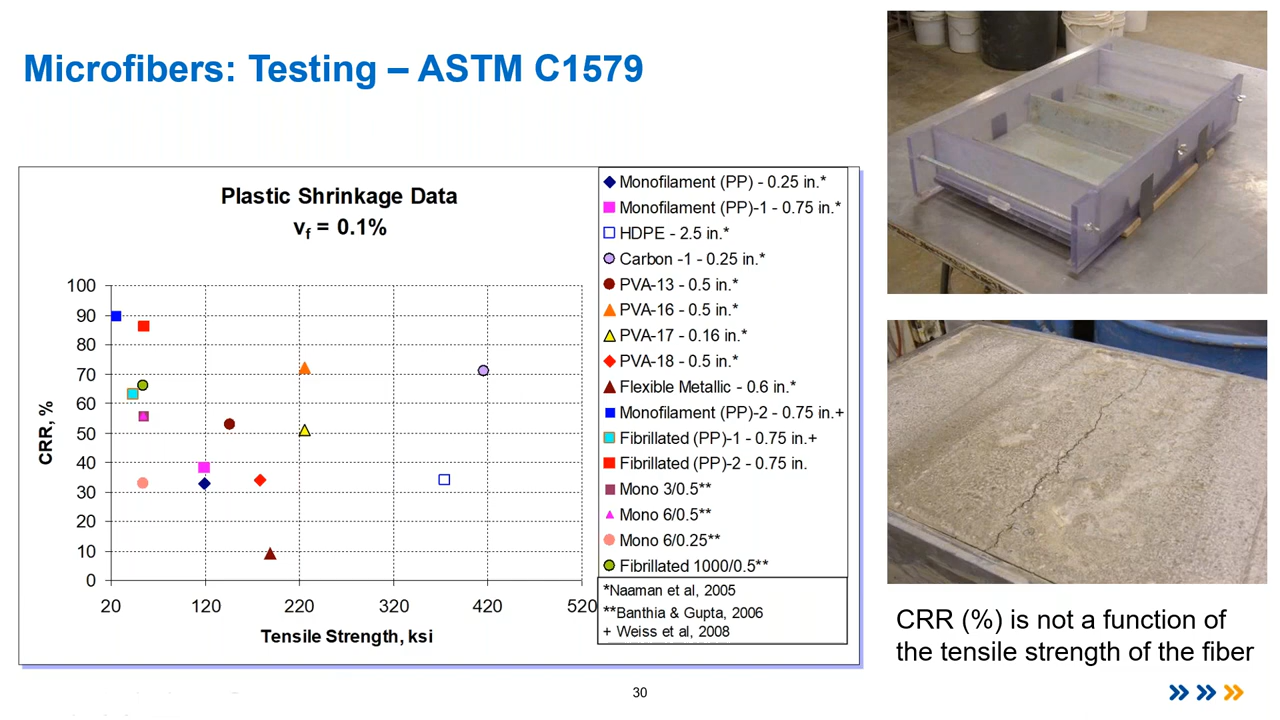 Microfibers: Testing – ASTM C1579
Plastic Shrinkage Data
vf = 0.1%
CRR, %
100
90
80
70
60
50
40
30
20
10
0
20 120 220 320 420 520
Tensile Strength, ksi
Monofilament (PP) - 0.25 in.*
Monofilament (PP)-1 - 0.75 in.*
HDPE - 2.5 in.*
Carbon -1 - 0.25 in.*
PVA-13 - 0.5 in.*
PVA-16 - 0.5 in.*
PVA-17 - 0.16 in.*
PVA-18 - 0.5 in.*
Flexible Metallic - 0.6 in.*
Monofilament (PP)-2 - 0.75 in.+
Fibrillated (PP)-1 - 0.75 in.+
Fibrillated (PP)-2 - 0.75 in.
Mono 3/0.5**
Mono 6/0.5**
Mono 6/0.25**
Fibrillated 1000/0.5**
*Naaman et al, 2005
**Banthia & Gupta, 2006
+ Weiss et al, 2008
CRR (%) is not a function of
the tensile strength of the fiber
30